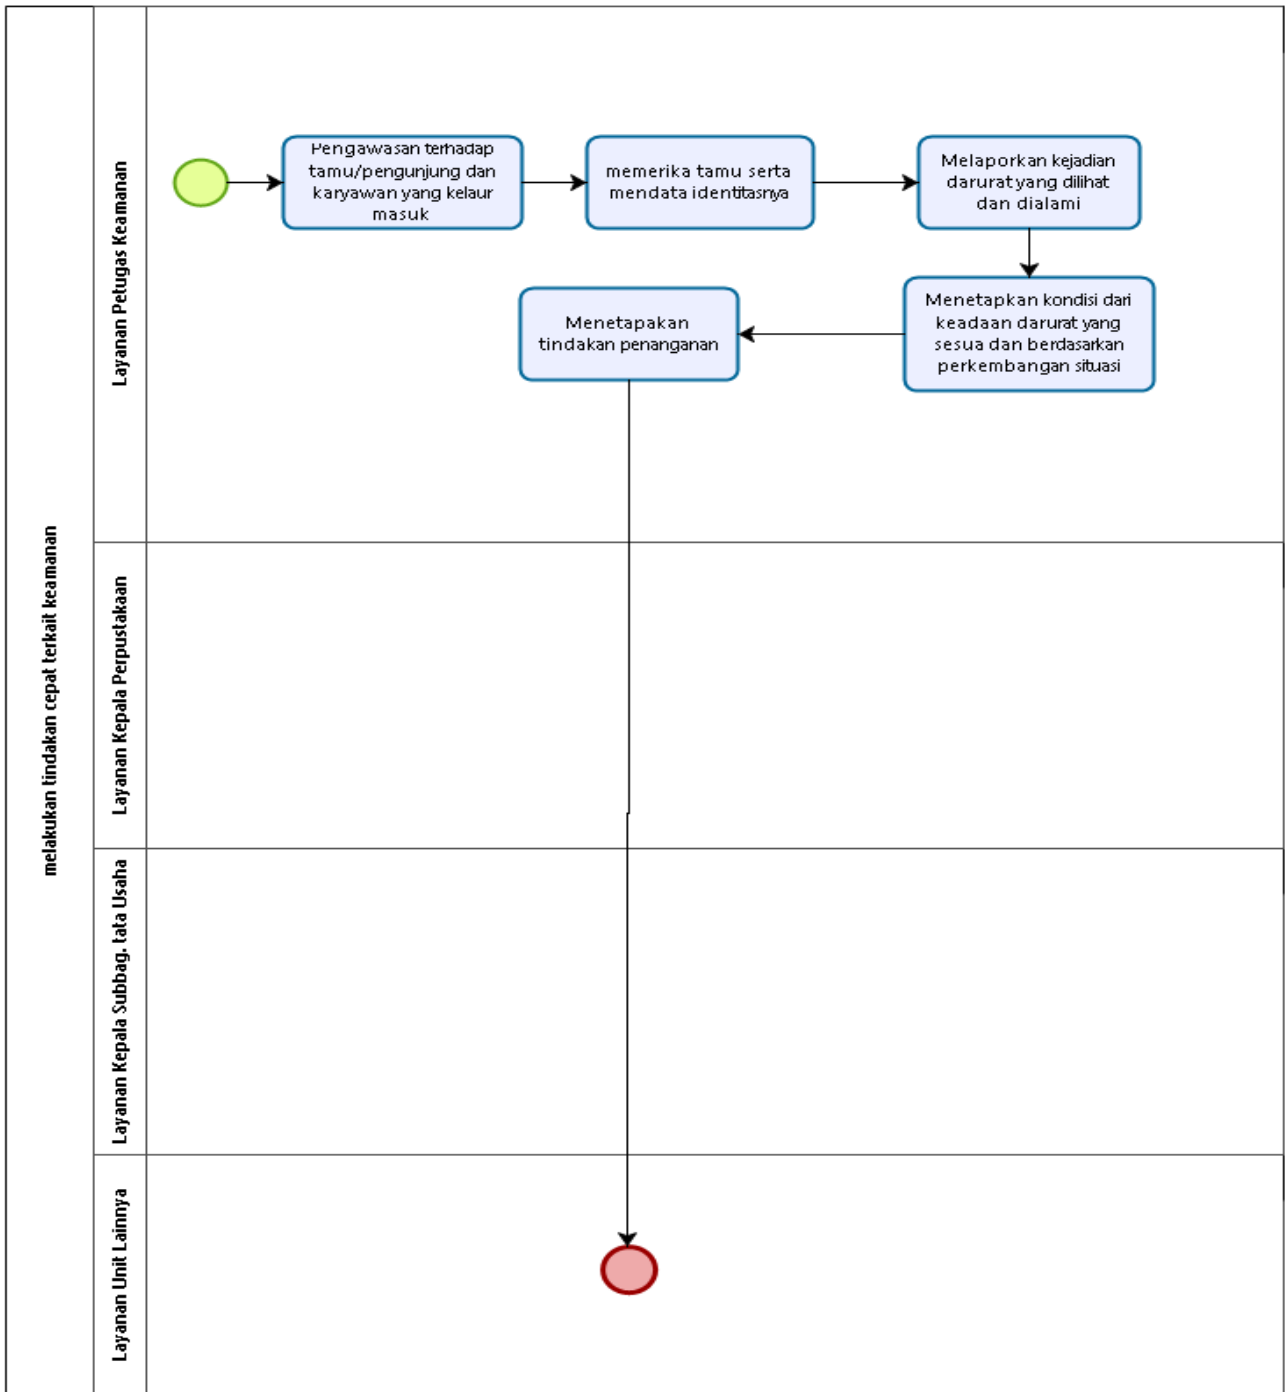 melakukan tindakan cepat terkait keamanan
Layanan Petugas Keamanan
Pengawasan terhadap
tamu/pengunjung dan
karyawan yang kelaur
masuk
memerika tamu serta
mendata identitasnya
Melaporkan kejadian
darurat yang dilihat
dan dialami
Menetapkan kondisi dari
keadaan darurat yang
sesua dan berdasarkan
perkembangan situasi
Menetapakan
tindakan penanganan
Layanan Kepala Perpustakaan
Layanan Kepala Subbag. tata Usaha
Layanan Unit Lainnya